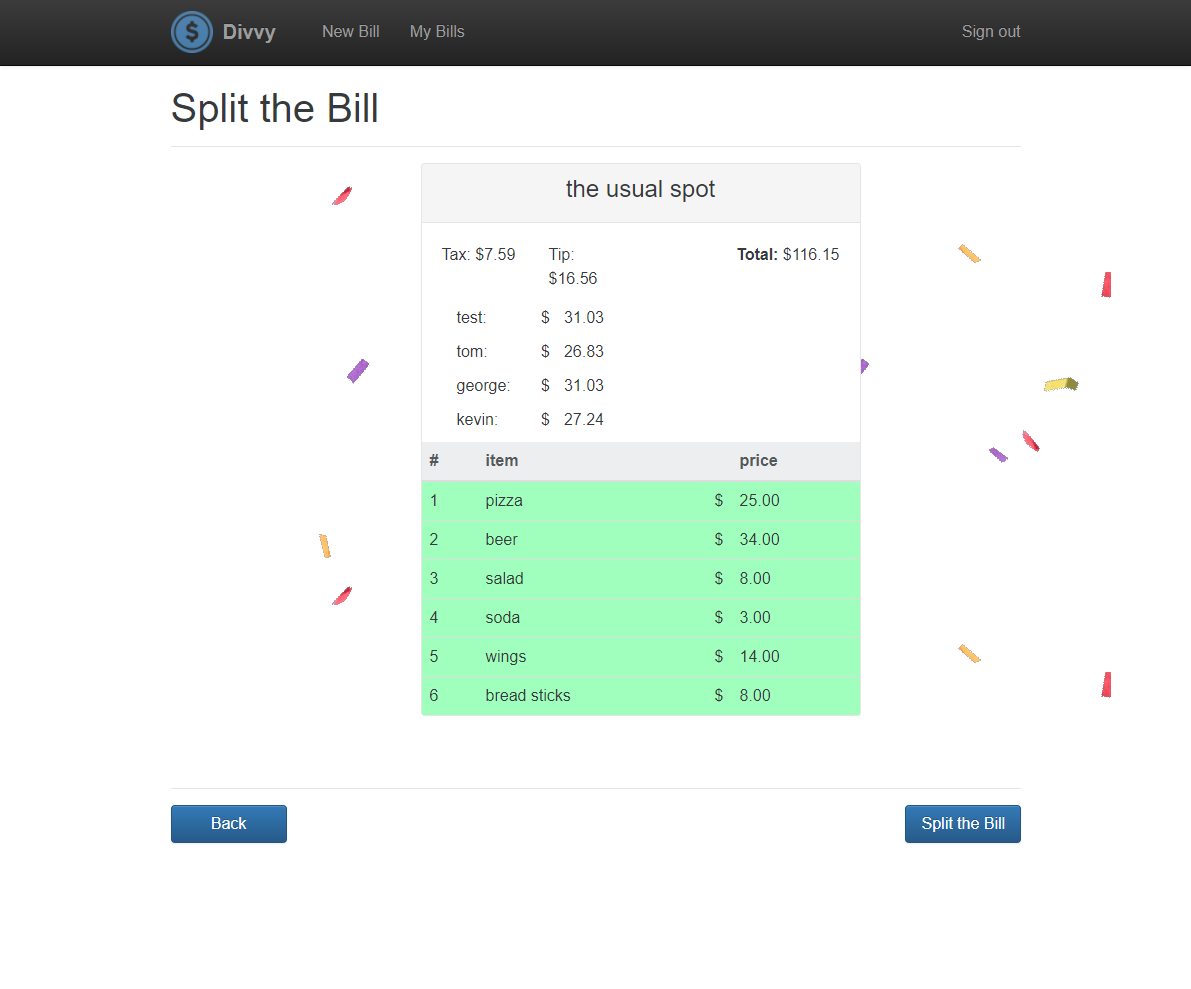 Divvy New Bill My Bills Sign out
Split the Bill
the usual spot
Tax: $7.59 Tip: Total: $116.15
$16.56
test: $ 31.03
tom: $ 26.83
george: $ 31.03
kevin: $ 27.24
# item price
1 pizza $ 25.00
2 beer $ 34.00
3 salad $ 8.00
4 soda $ 3.00
5 wings $ 14.00
6 bread sticks $ 8.00
Back Split the Bill